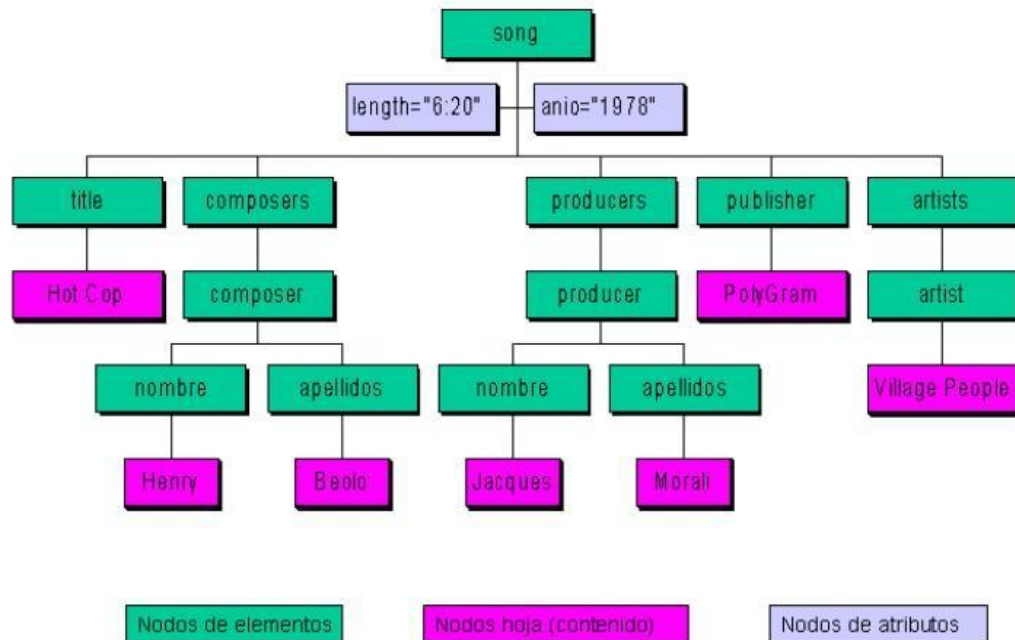 song
length="6:20" anio="1978"
title composers producers publisher artists
Hot Cop composer producer PolyGram artist
nombre apellidos nombre apellidos Village People
Henry Beolo Jacques Morali
Nodos de elementos Nodos hoja (contenido) Nodos de atributos